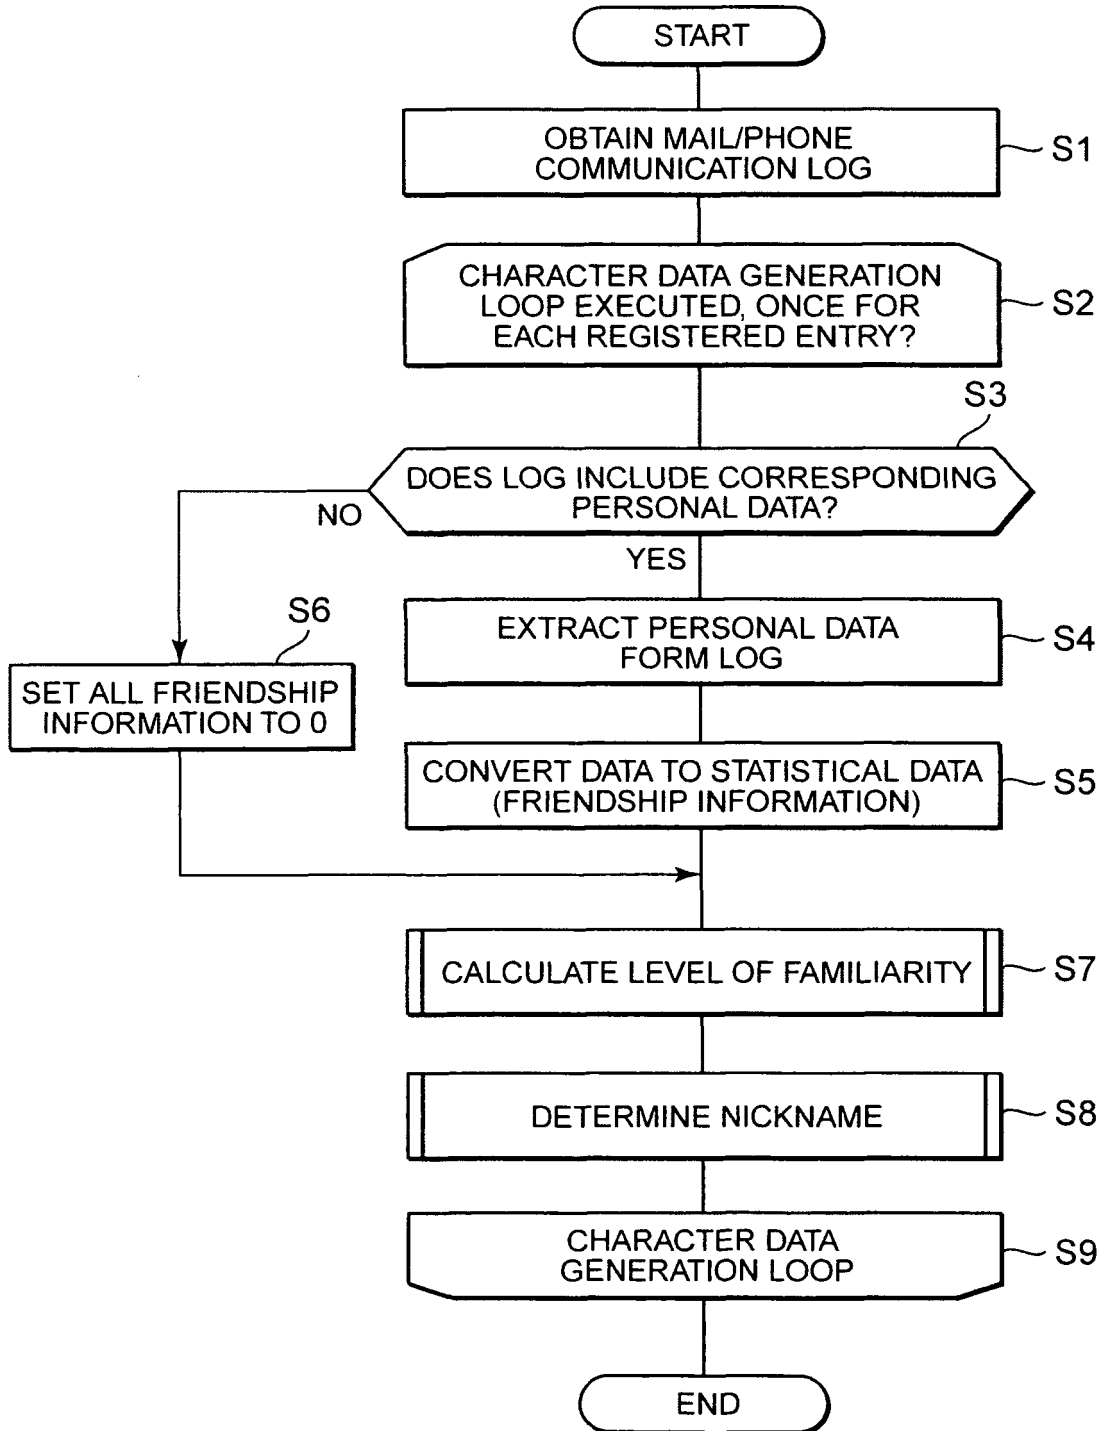 START
OBTAIN MAIL/PHONE
COMMUNICATION LOG
S1
CHARACTER DATA GENERATION
LOOP EXECUTED, ONCE FOR
EACH REGISTERED ENTRY?
S2
S3
DOES LOG INCLUDE CORRESPONDING
PERSONAL DATA?
NO
YES
S6
SET ALL FRIENDSHIP
INFORMATION TO 0
EXTRACT PERSONAL DATA
FORM LOG
S4
CONVERT DATA TO STATISTICAL DATA
(FRIENDSHIP INFORMATION)
S5
CALCULATE LEVEL OF FAMILIARITY
S7
DETERMINE NICKNAME
S8
CHARACTER DATA
GENERATION LOOP
S9
END